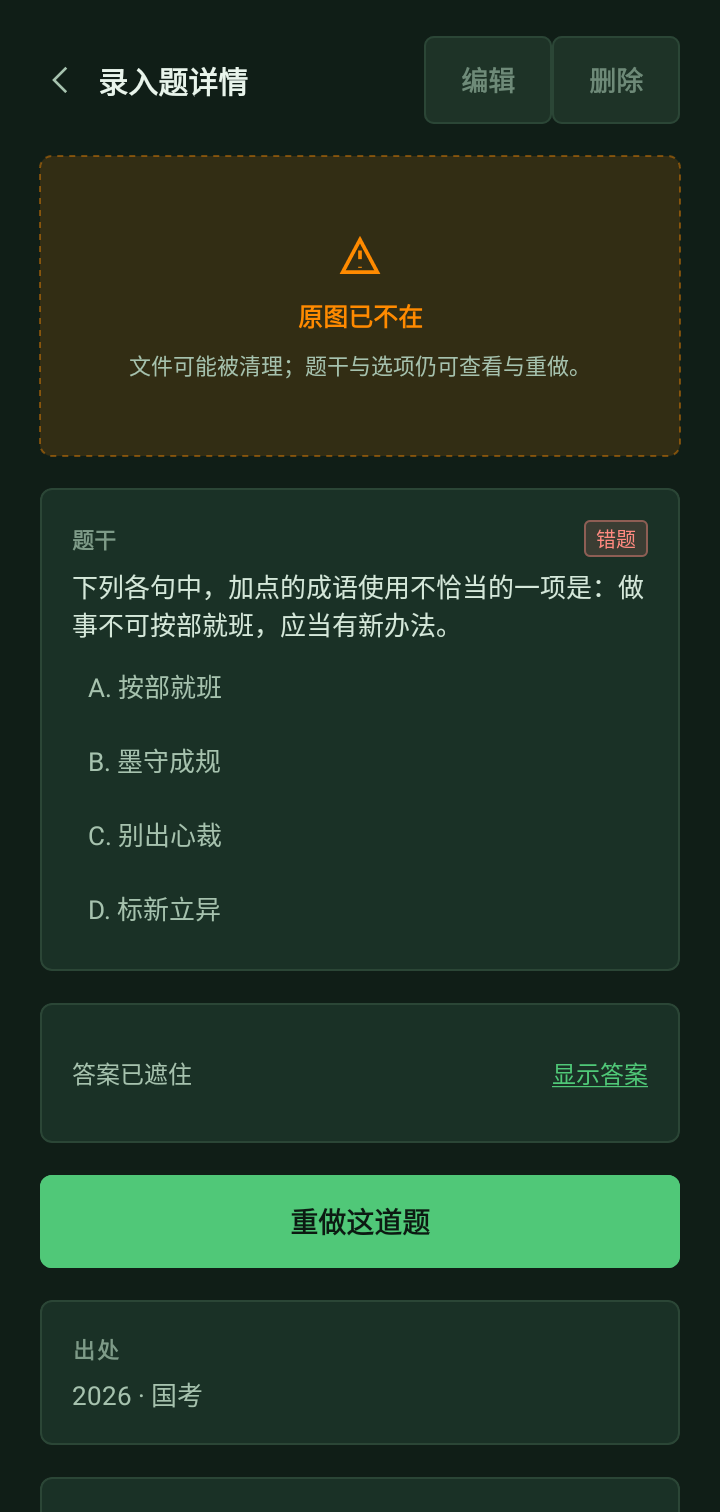 录入题详情
编辑
删除
原图已不在
文件可能被清理；题干与选项仍可查看与重做。
题干
错题
下列各句中，加点的成语使用不恰当的一项是：做
事不可按部就班，应当有新办法。
A. 按部就班
B. 墨守成规
C. 别出心裁
D. 标新立异
答案已遮住
显示答案
重做这道题
出处
2026 · 国考